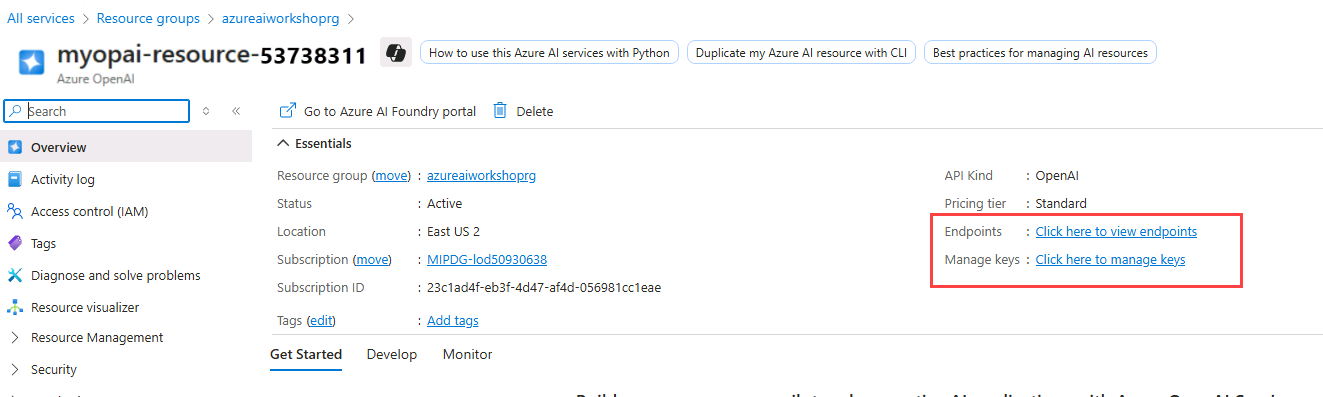 All services > Resource groups > azureaiworkshoprg >
myopai-resource-53738311
How to use this Azure AI services with Python
Duplicate my Azure AI resource with CLI
Best practices for managing AI resources
Azure OpenAI
Search
Go to Azure AI Foundry portal
Delete
Overview
Activity log
Access control (IAM)
Tags
Diagnose and solve problems
Resource visualizer
Resource Management
Security
Essentials
Resource group (move) : azureaiworkshoprg
Status : Active
Location : East US 2
Subscription (move) : MIPDG-lod50930638
Subscription ID : 23c1ad4f-eb3f-4d47-af4d-056981cc1eae
Tags (edit) : Add tags
API Kind : OpenAI
Pricing tier : Standard
Endpoints : Click here to view endpoints
Manage keys : Click here to manage keys
Get Started Develop Monitor